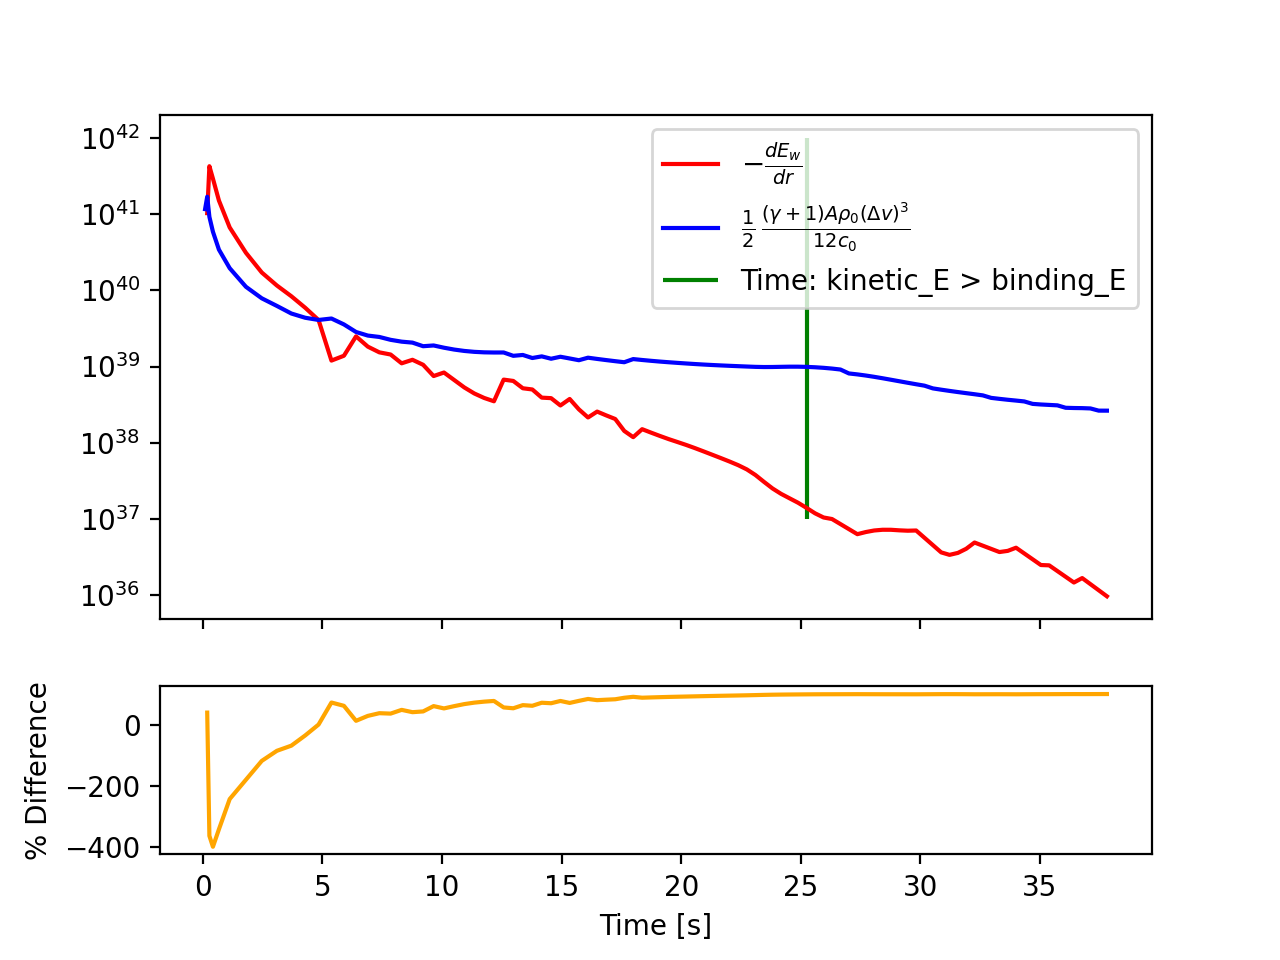 10^42
10^41
10^40
10^39
10^38
10^37
10^36
−dE_w/dr
1/2 (γ+1)Aρ_0(Δv)^3/12c_0
Time: kinetic_E > binding_E
% Difference
0
−200
−400
0 5 10 15 20 25 30 35
Time [s]